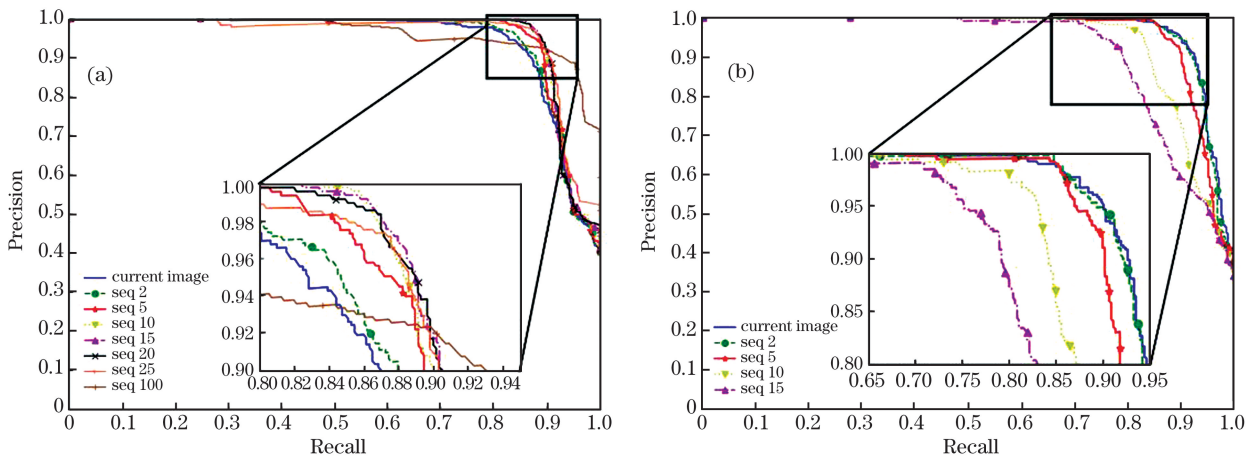 1.0
0.9
(a)
1.0
0.7
0.6
0.5
0.4
0.3
0.2
0.1
0
Precision
1.00
0.98
0.96
0.94
0.92
0.90
0.80 0.82 0.84 0.86 0.88 0.90 0.92 0.94
current image
seq 2
seq 5
seq 10
seq 15
seq 20
seq 25
seq 100
0 0.1 0.2 0.3 0.4 0.5 0.6 0.7 0.8 0.9 1.0
Recall
1.0
0.9
(b)
1.0
0.7
0.6
0.5
0.4
0.3
0.2
0.1
0
Precision
1.00
0.95
0.90
0.85
0.80
0.65 0.70 0.75 0.80 0.85 0.90 0.95
current image
seq 2
seq 5
seq 10
seq 15
0 0.1 0.2 0.3 0.4 0.5 0.6 0.7 0.8 0.9 1.0
Recall